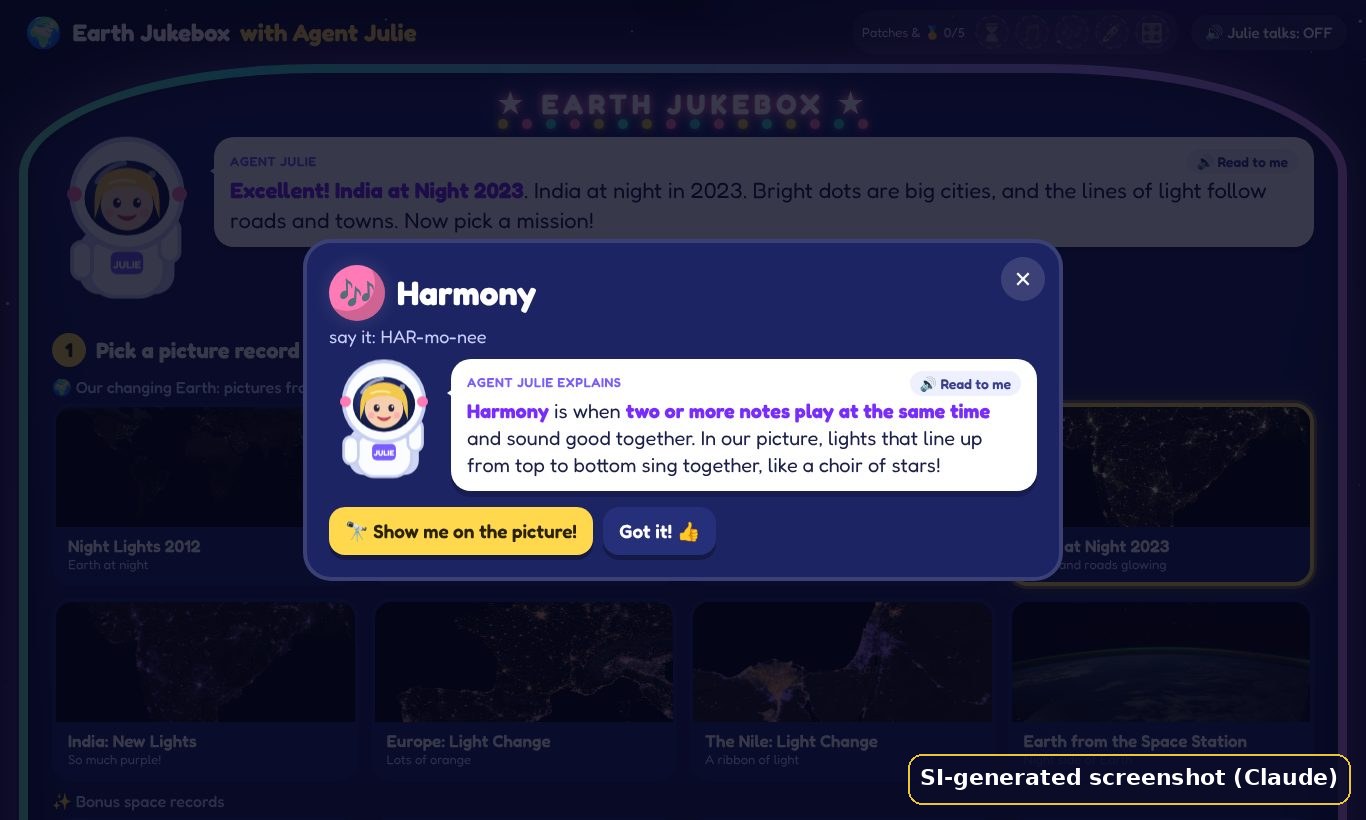 Earth Jukebox with Agent Julie
Patches & 🏅 0/5
🔊 Julie talks: OFF
★ EARTH JUKEBOX ★
JULIE
AGENT JULIE
🔊 Read to me
Excellent! India at Night 2023. India at night in 2023. Bright dots are big cities, and the lines of light follow
roads and towns. Now pick a mission!
Harmony
✕
say it: HAR-mo-nee
JULIE
AGENT JULIE EXPLAINS
🔊 Read to me
Harmony is when two or more notes play at the same time
and sound good together. In our picture, lights that line up
from top to bottom sing together, like a choir of stars!
🔭 Show me on the picture!
Got it! 👍
1 Pick a picture record
🌍 Our changing Earth: pictures
Night Lights 2012
Earth at night
at Night 2023
and roads glowing
India: New Lights
So much purple!
Europe: Light Change
Lots of orange
The Nile: Light Change
A ribbon of light
Earth from the Space Station
✨ Bonus space records
SI-generated screenshot (Claude)